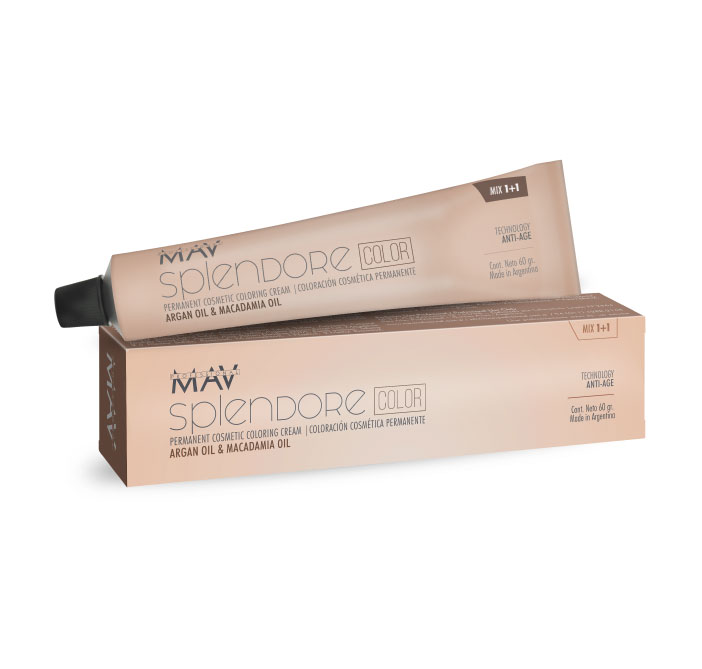 MIX 1+1
TECHNOLOGY
ANTI-AGE
Cont. Neto 60 gr.
Made in Argentina
MAV
splendore COLOR
PERMANENT COSMETIC COLORING CREAM | COLORACIÓN COSMÉTICA PERMANENTE
ARGAN OIL & MACADAMIA OIL
MIX 1+1
TECHNOLOGY
ANTI-AGE
Cont. Neto 60 gr.
Made in Argentina
PROFESSIONAL
MAV
splendore COLOR
PERMANENT COSMETIC COLORING CREAM | COLORACIÓN COSMÉTICA PERMANENTE
ARGAN OIL & MACADAMIA OIL
MAV